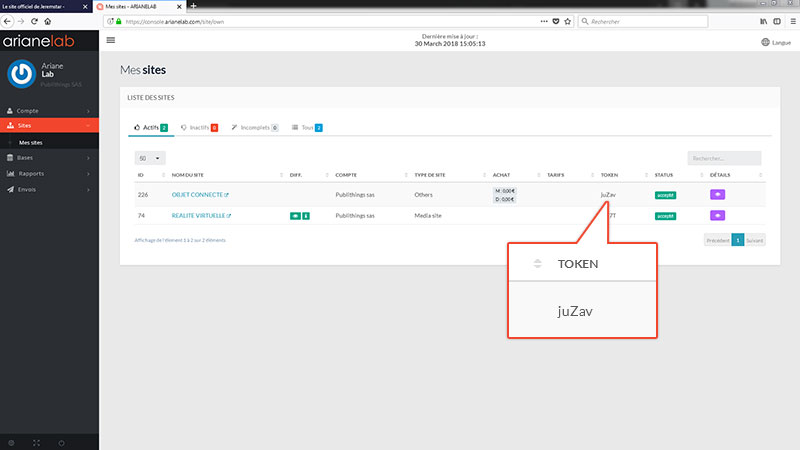 Le site officiel de Jeremstar -
Mes sites - ARIANELAB
https://console.arianelab.com/site/own
Rechercher
arianelab
Dernière mise à jour :
30 March 2018 15:05:13
Langue
Ariane
Lab
Publithings SAS
Mes sites
Compte
Sites
Mes sites
Bases
Rapports
Envois
LISTE DES SITES
Actifs 2
Inactifs 0
Incomplets 0
Tous 2
50
Rechercher...
ID NOM DU SITE DIFF. COMPTE TYPE DE SITE ACHAT TARIFS TOKEN STATUS DÉTAILS
226 OBJET CONNECTE Publithings sas Others M : 0,00 € D : 0,00 € JuZav accepté
74 REALITE VIRTUELLE Publithings sas Media site 7T accepté
Affichage de l'élement 1 à 2 sur 2 éléments
Précédent 1 Suivant
TOKEN
juZav